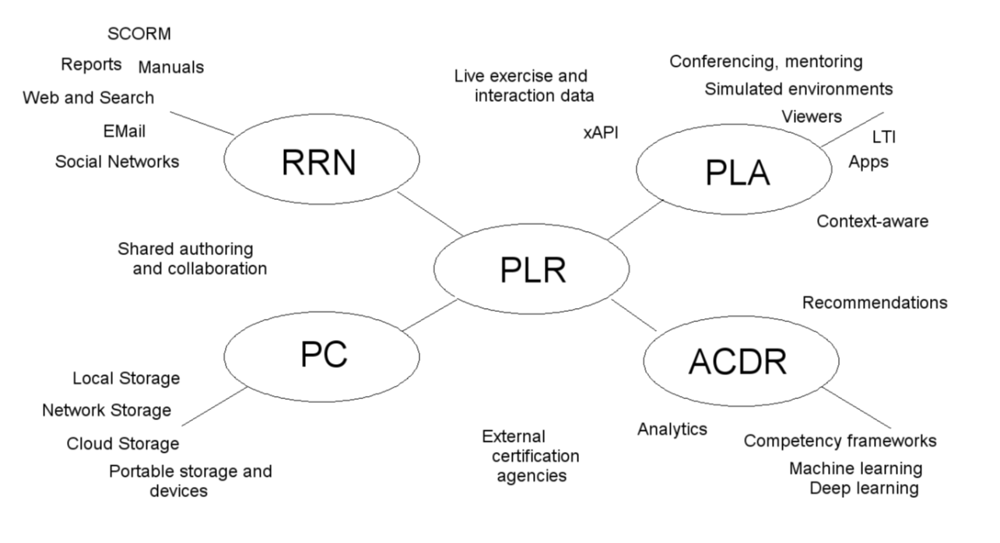 SCORM
Reports
Manuals
Web and Search
EMail
Social Networks
RRN
Live exercise and
interaction data
xAPI
Conferencing, mentoring
Simulated environments
Viewers
LTI
Apps
PLA
Context-aware
Shared authoring
and collaboration
PLR
PC
Local Storage
Network Storage
Cloud Storage
Portable storage and
devices
External
certification
agencies
Recommendations
ACDR
Analytics
Competency frameworks
Machine learning
Deep learning